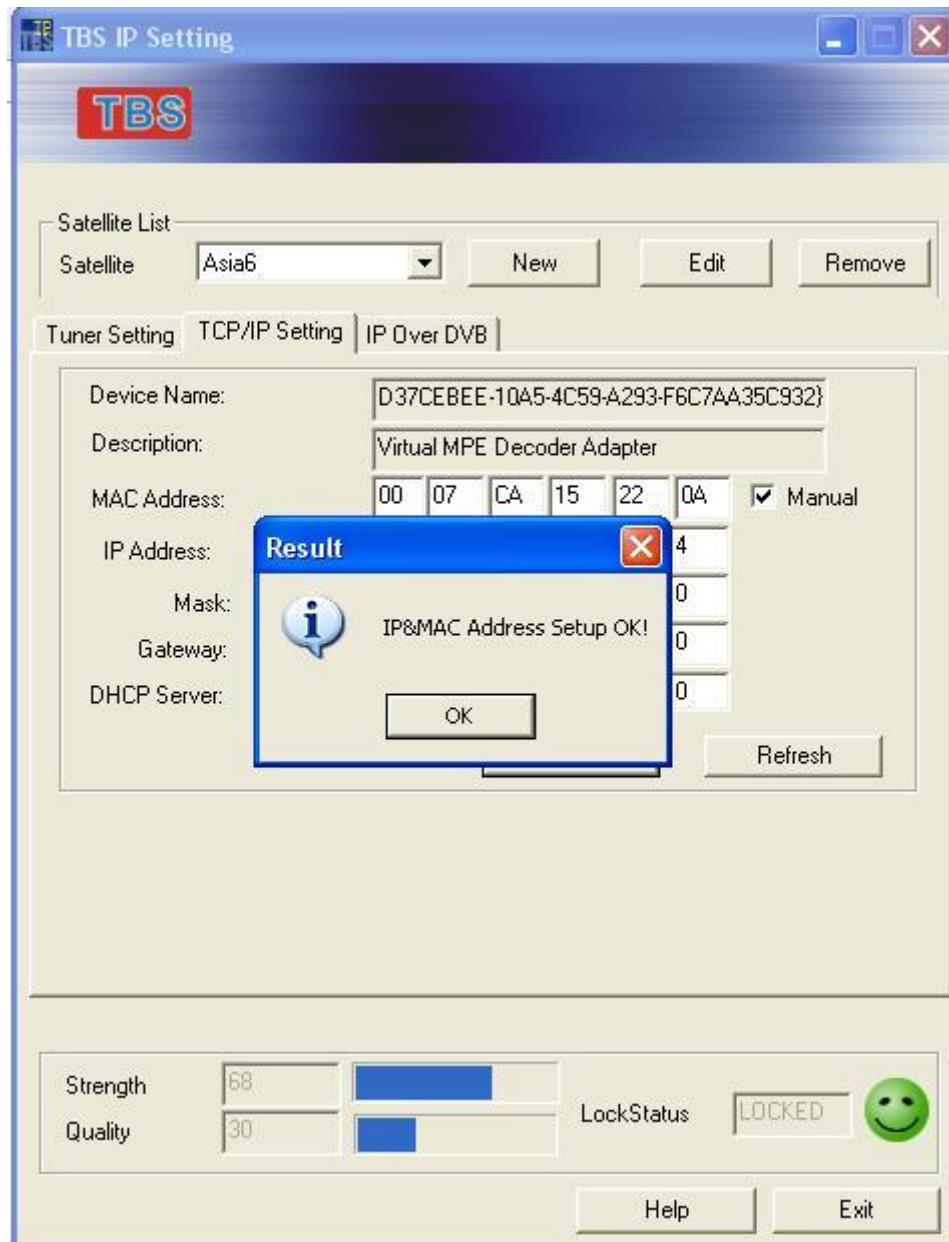 TBS IP Setting
TBS
Satellite List
Satellite Asia6 New Edit Remove
Tuner Setting TCP/IP Setting IP Over DVB
Device Name: D37CEBEE-10A5-4C59-A293-F6C7AA35C932}
Description: Virtual MPE Decoder Adapter
MAC Address: 00 07 CA 15 22 0A Manual
IP Address: 4
Result
Mask: 0
IP&MAC Address Setup OK!
Gateway: 0
DHCP Server: 0
OK
Refresh
Strength 68
LockStatus LOCKED
Quality 30
Help Exit